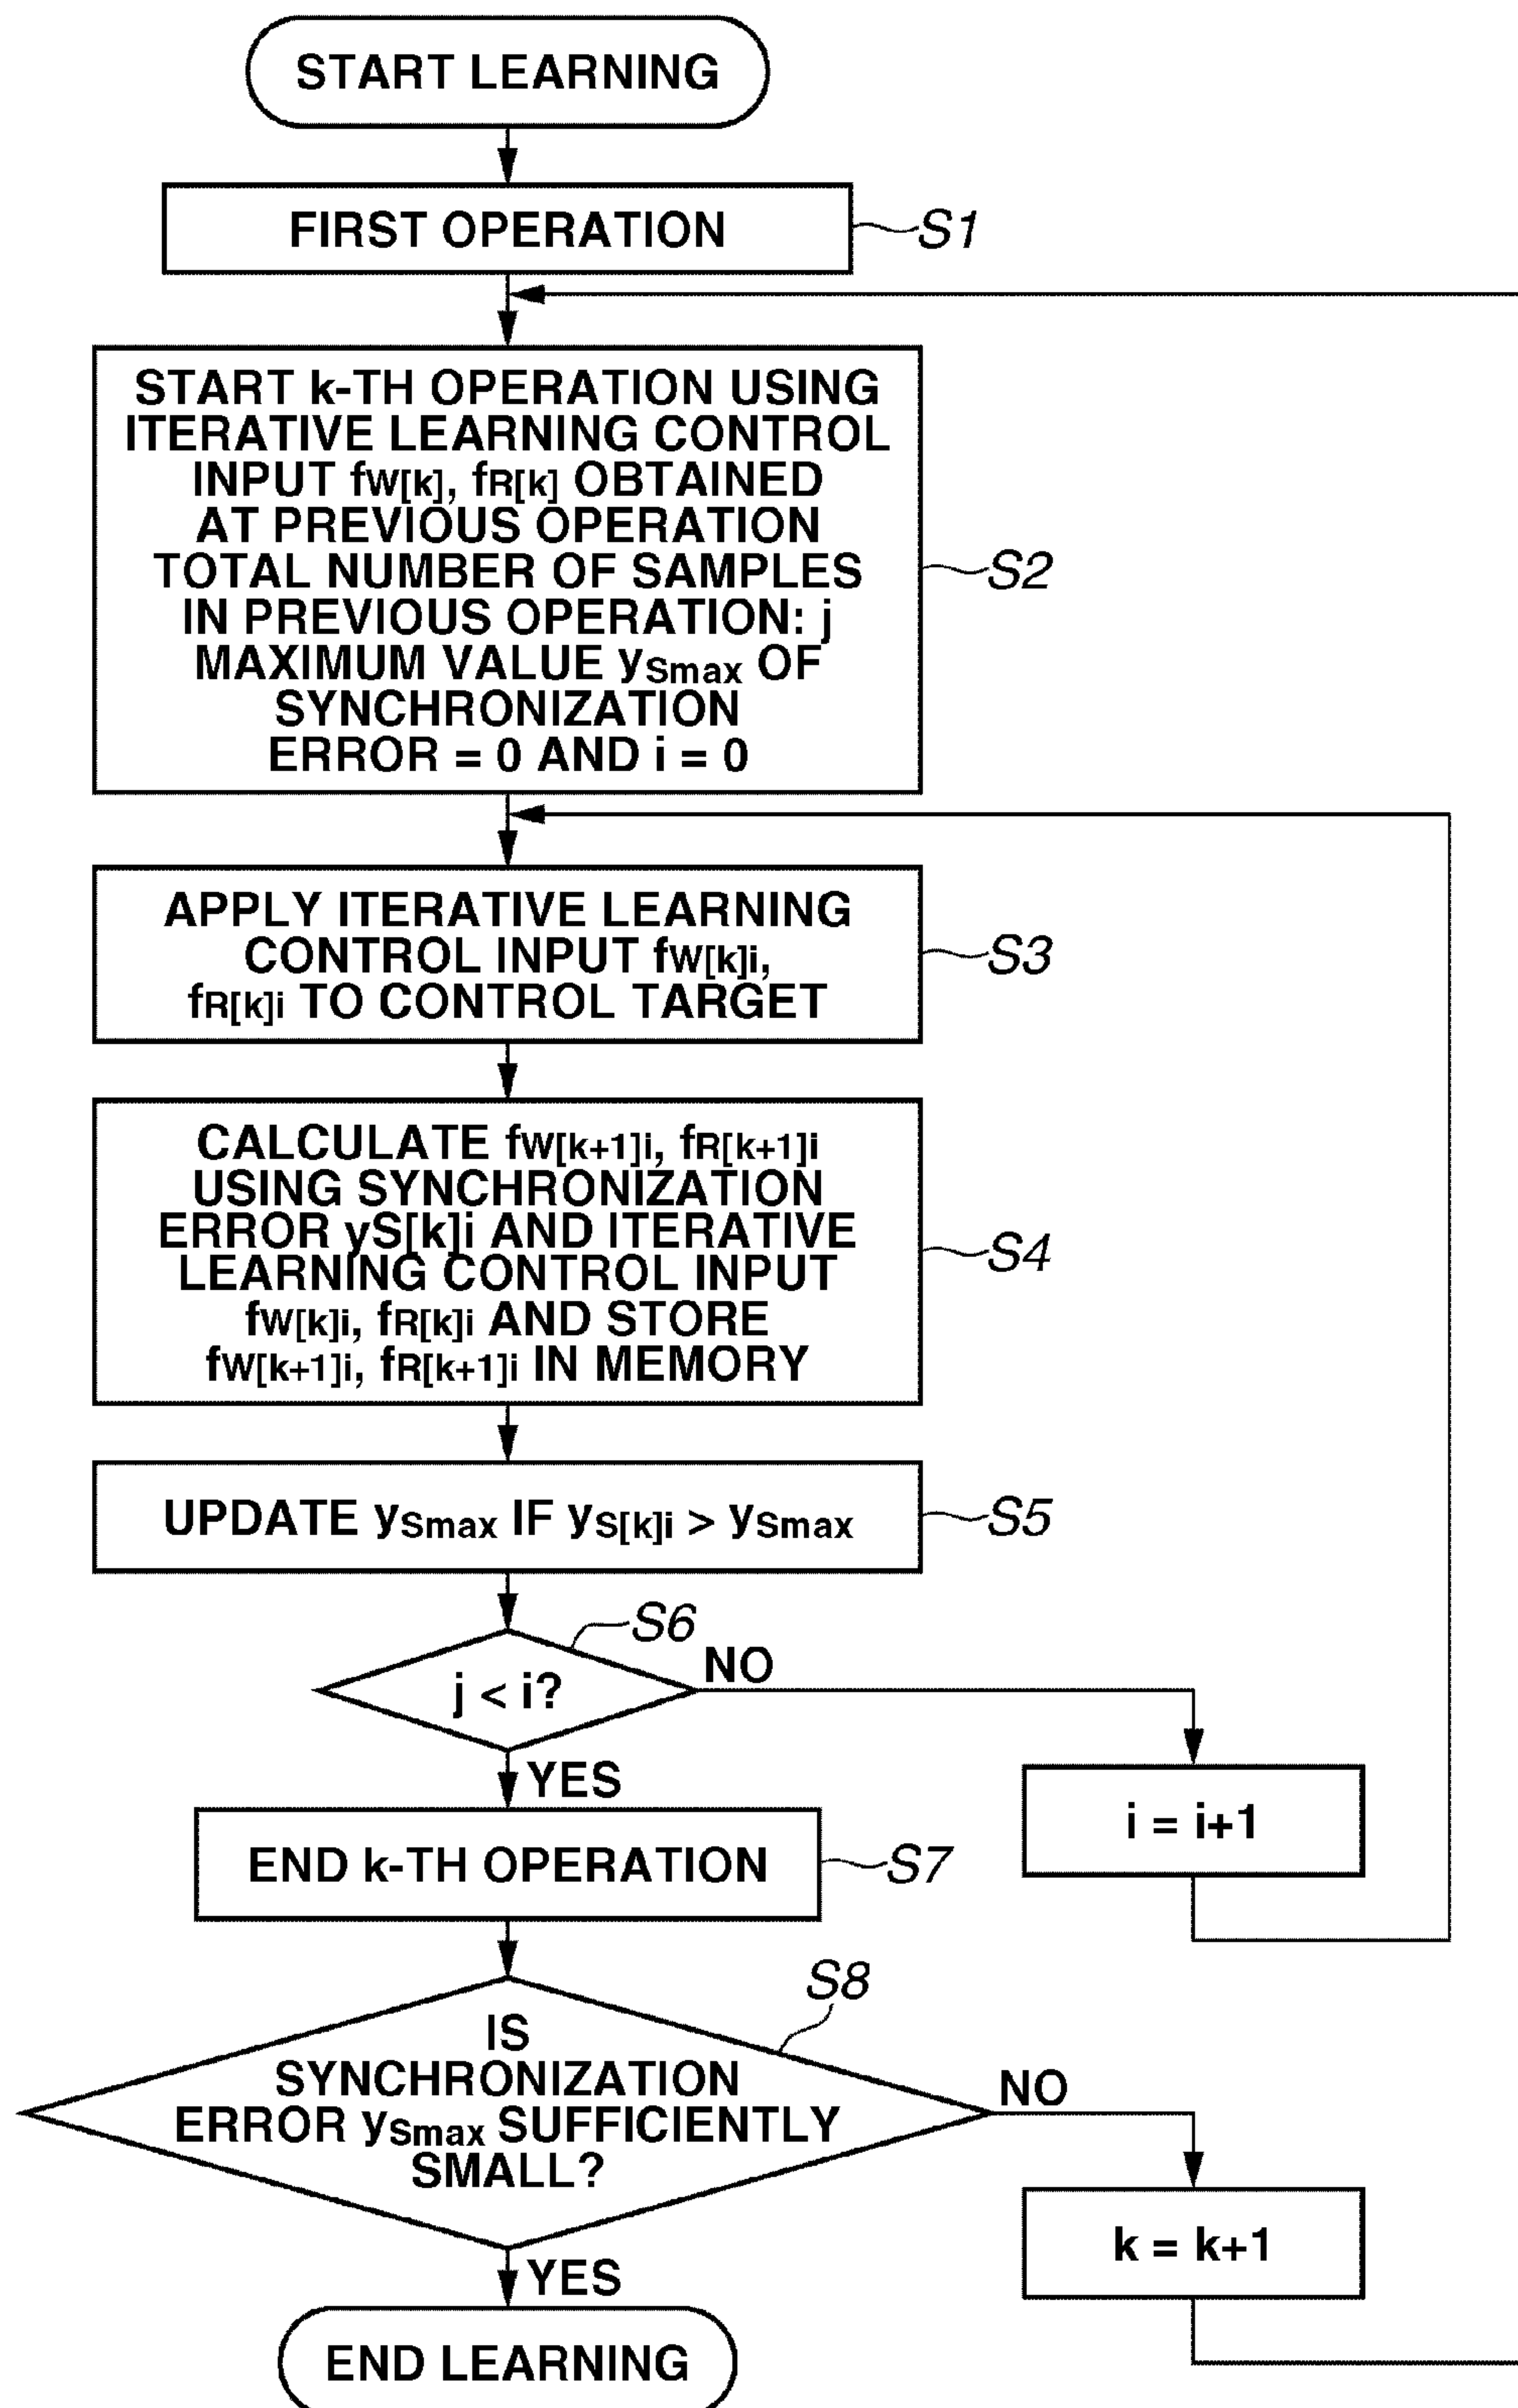 START LEARNING
FIRST OPERATION
S1
START k-TH OPERATION USING
ITERATIVE LEARNING CONTROL
INPUT fW[k], fR[k] OBTAINED
AT PREVIOUS OPERATION
TOTAL NUMBER OF SAMPLES
IN PREVIOUS OPERATION: j
MAXIMUM VALUE ySmax OF
SYNCHRONIZATION
ERROR = 0 AND i = 0
S2
APPLY ITERATIVE LEARNING
CONTROL INPUT fW[k]i,
fR[k]i TO CONTROL TARGET
S3
CALCULATE fW[k+1]i, fR[k+1]i
USING SYNCHRONIZATION
ERROR yS[k]i AND ITERATIVE
LEARNING CONTROL INPUT
fW[k]i, fR[k]i AND STORE
fW[k+1]i, fR[k+1]i IN MEMORY
S4
UPDATE ySmax IF yS[k]i > ySmax
S5
S6
j < i?
NO
YES
i = i+1
END k-TH OPERATION
S7
S8
IS
SYNCHRONIZATION
ERROR ySmax SUFFICIENTLY
SMALL?
NO
YES
k = k+1
END LEARNING